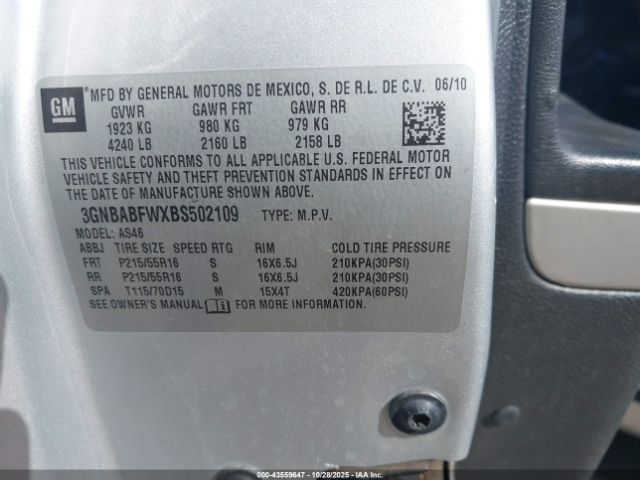 GM
*MFD BY GENERAL MOTORS DE MEXICO, S. DE R.L. DE C.V. 06/10
GVWR GAWR FRT GAWR RR
1923 KG 980 KG 979 KG
4240 LB 2160 LB 2158 LB
THIS VEHICLE CONFORMS TO ALL APPLICABLE U.S. FEDERAL MOTOR
VEHICLE SAFETY AND THEFT PREVENTION STANDARDS IN EFFECT ON
THE DATE OF MANUFACTURE SHOWN ABOVE.
3GNBABFWXBS502109 TYPE: M.P.V.
MODEL: AS46
ABBJ TIRE SIZE SPEED RTG RIM COLD TIRE PRESSURE
FRT P215/55R16 S 16X6.5J 210KPA(30PSI)
RR P215/55R16 S 16X6.5J 210KPA(30PSI)
SPA T115/70D15 M 15X4T 420KPA(60PSI)
SEE OWNER'S MANUAL FOR MORE INFORMATION.
000-43559647 - 10/28/2025 - Copyright IAA, Inc. All Rights Reserved.